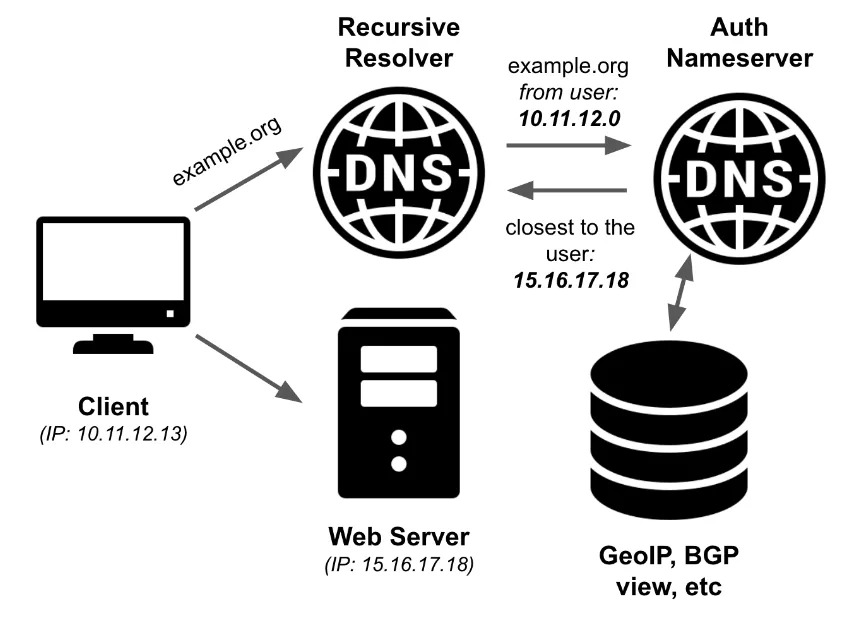 Recursive
Resolver
Auth
Nameserver
example.org
from user:
10.11.12.0
example.org
DNS
DNS
closest to the
user:
15.16.17.18
Client
(IP: 10.11.12.13)
Web Server
(IP: 15.16.17.18)
GeoIP, BGP
view, etc